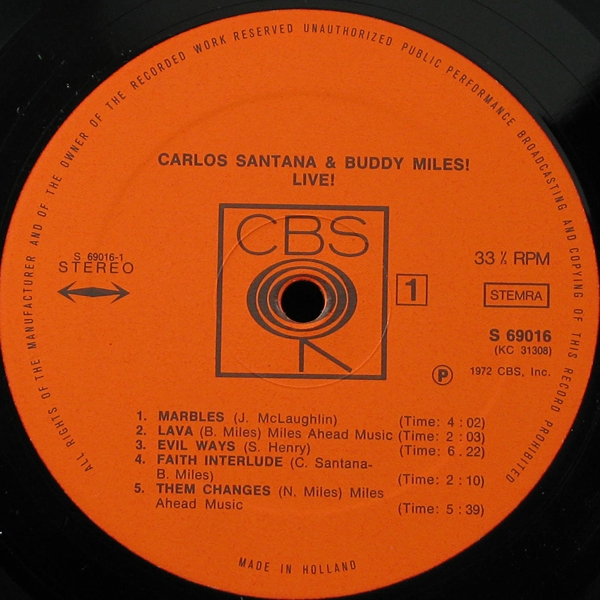 ALL RIGHTS OF THE MANUFACTURER AND OF THE OWNER OF THE RECORDED WORK RESERVED UNAUTHORIZED PUBLIC PERFORMANCE BROADCASTING AND COPYING OF THIS RECORD PROHIBITED
CARLOS SANTANA & BUDDY MILES!
LIVE!
CBS
S 69016-1
STEREO
33⅓ RPM
1
STEMRA
S 69016
(KC 31308)
Ⓟ 1972 CBS, Inc.
1. MARBLES (J. McLaughlin) (Time: 4 : 02)
2. LAVA (B. Miles) Miles Ahead Music (Time: 2 : 03)
3. EVIL WAYS (S. Henry) (Time: 6 . 22)
4. FAITH INTERLUDE (C. Santana-
B. Miles) (Time: 2 : 10)
5. THEM CHANGES (N. Miles) Miles
Ahead Music (Time: 5 : 39)
MADE IN HOLLAND